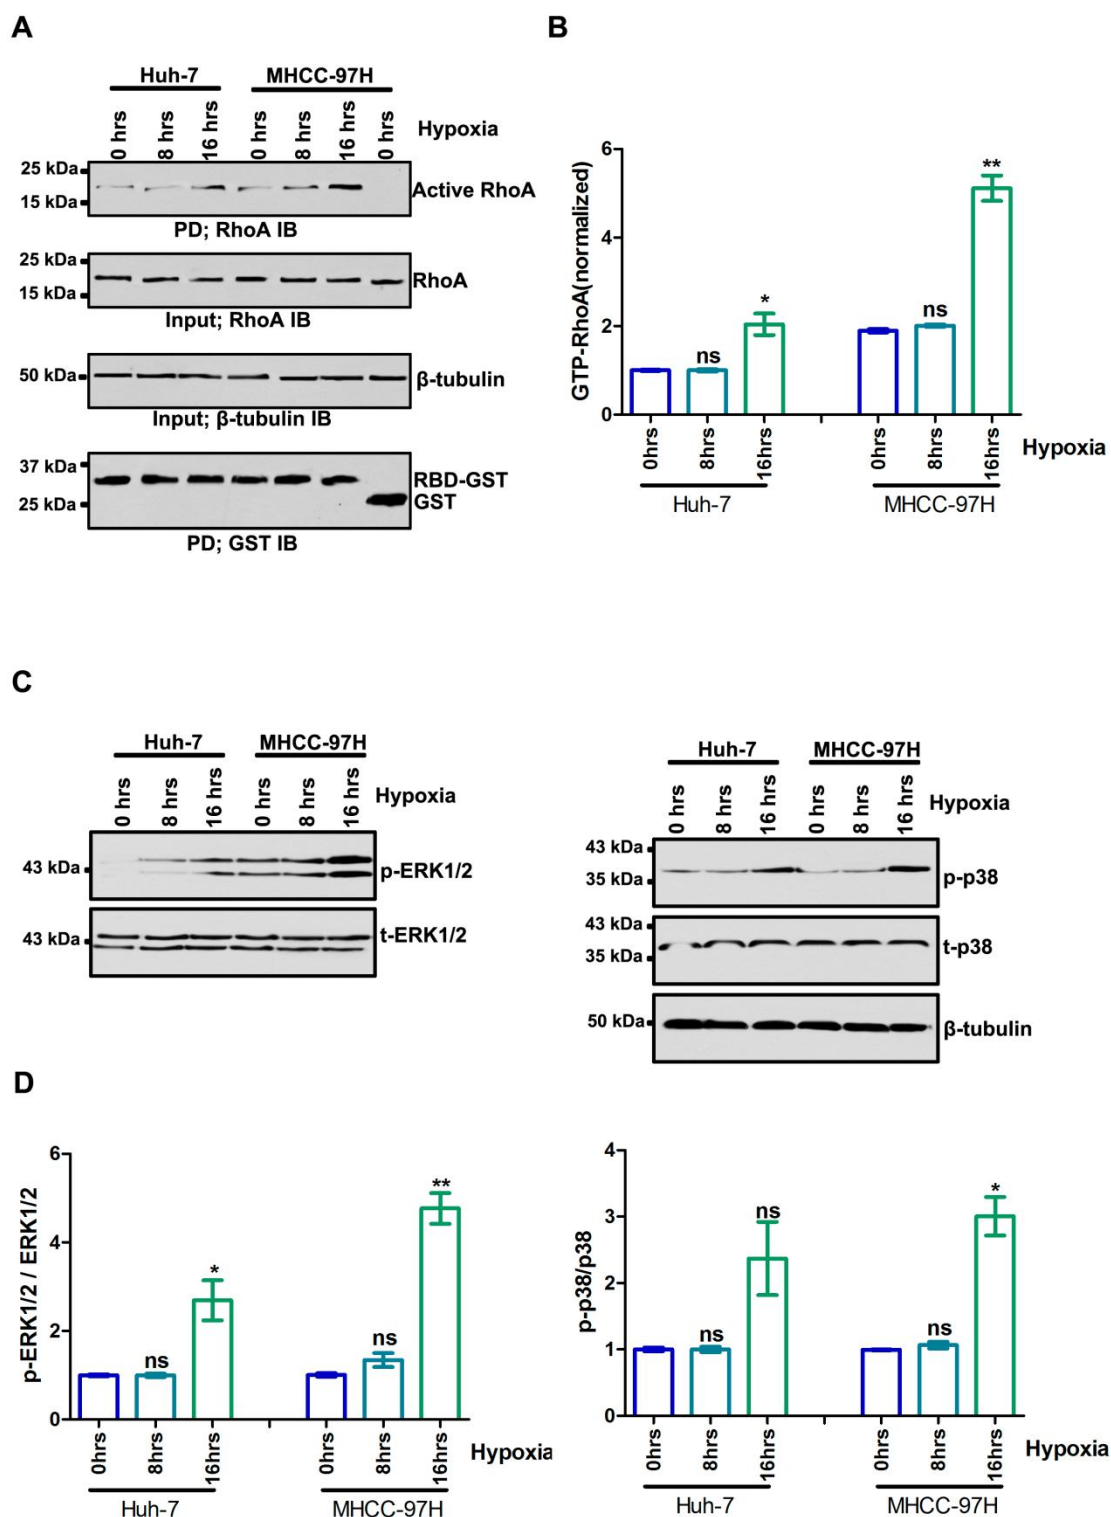 A
Huh-7 MHCC-97H
0 hrs 8 hrs 16 hrs 0 hrs 8 hrs 16 hrs 0 hrs Hypoxia
25 kDa
15 kDa
Active RhoA
PD; RhoA IB
25 kDa
15 kDa
RhoA
Input; RhoA IB
50 kDa
β-tubulin
Input; β-tubulin IB
37 kDa
25 kDa
RBD-GST
GST
PD; GST IB
B
GTP-RhoA(normalized)
6
4
2
0
ns * ns **
0hrs 8hrs 16hrs 0hrs 8hrs 16hrs Hypoxia
Huh-7 MHCC-97H
C
Huh-7 MHCC-97H
0 hrs 8 hrs 16 hrs 0 hrs 8 hrs 16 hrs Hypoxia
43 kDa
p-ERK1/2
43 kDa
t-ERK1/2
Huh-7 MHCC-97H
0 hrs 8 hrs 16 hrs 0 hrs 8 hrs 16 hrs Hypoxia
43 kDa
35 kDa
p-p38
43 kDa
35 kDa
t-p38
50 kDa
β-tubulin
D
p-ERK1/2 / ERK1/2
6
4
2
0
ns * ns **
0hrs 8hrs 16hrs 0hrs 8hrs 16hrs Hypoxia
Huh-7 MHCC-97H
p-p38/p38
4
3
2
1
0
ns ns ns *
0hrs 8hrs 16hrs 0hrs 8hrs 16hrs Hypoxia
Huh-7 MHCC-97H